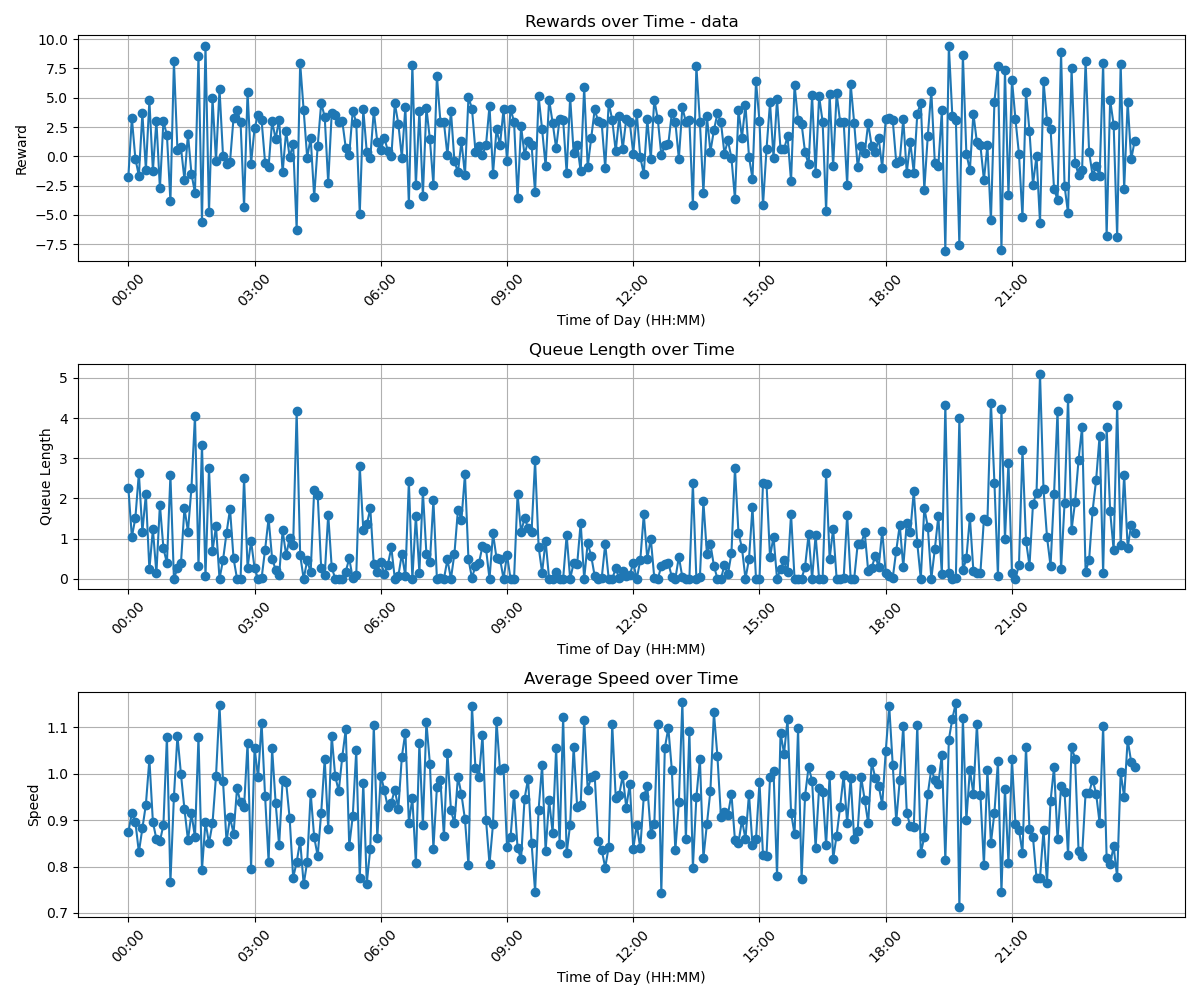 Rewards over Time - data
10.0
7.5
5.0
2.5
0.0
−2.5
−5.0
−7.5
Reward
00:00 03:00 06:00 09:00 12:00 15:00 18:00 21:00
Time of Day (HH:MM)
Queue Length over Time
5
4
3
2
1
0
Queue Length
00:00 03:00 06:00 09:00 12:00 15:00 18:00 21:00
Time of Day (HH:MM)
Average Speed over Time
1.1
1.0
0.9
0.8
0.7
Speed
00:00 03:00 06:00 09:00 12:00 15:00 18:00 21:00
Time of Day (HH:MM)